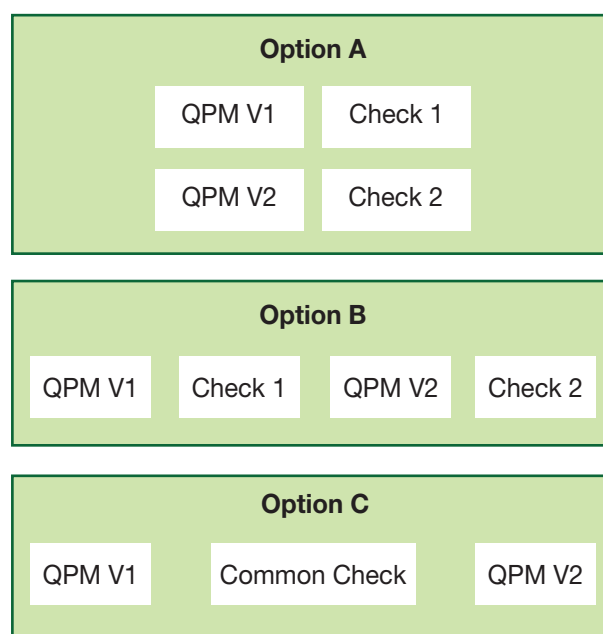 Option A
QPM V1 Check 1
QPM V2 Check 2
Option B
QPM V1 Check 1 QPM V2 Check 2
Option C
QPM V1 Common Check QPM V2